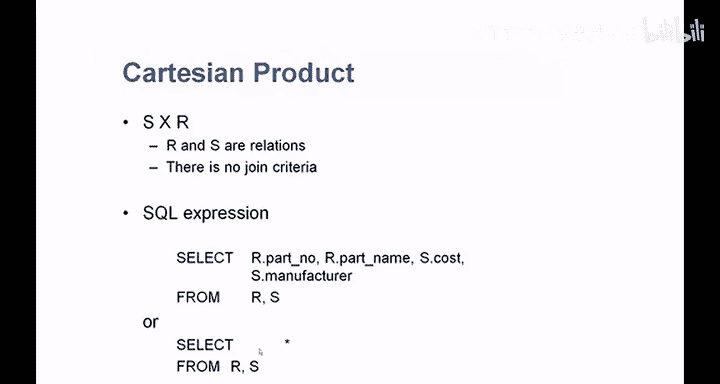 bilibili
Cartesian Product
• S X R
– R and S are relations
– There is no join criteria
• SQL expression
SELECT R.part_no, R.part_name, S.cost,
S.manufacturer
FROM R, S
or
SELECT *
FROM R, S